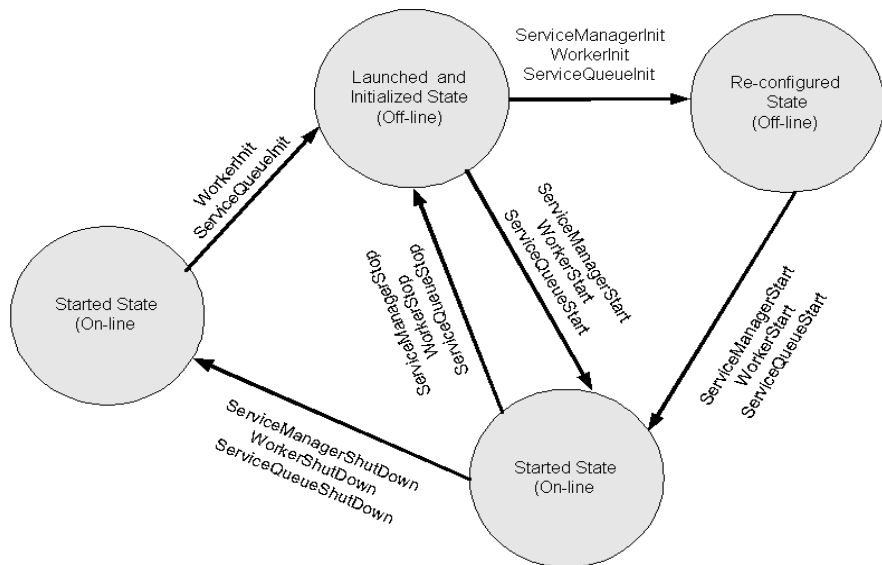 ServiceManagerInit
WorkerInit
ServiceQueueInit
Launched and
Initialized State
(Off-line)
Re-configured
State
(Off-line)
WorkerInit
ServiceQueueInit
ServiceManagerStart
WorkerStart
ServiceQueueStart
ServiceQueueStop
WorkerStop
ServiceManagerStop
Started State
(On-line
ServiceManagerStart
WorkerStart
ServiceQueueStart
ServiceManagerShutDown
WorkerShutDown
ServiceQueueShutDown
Started State
(On-line